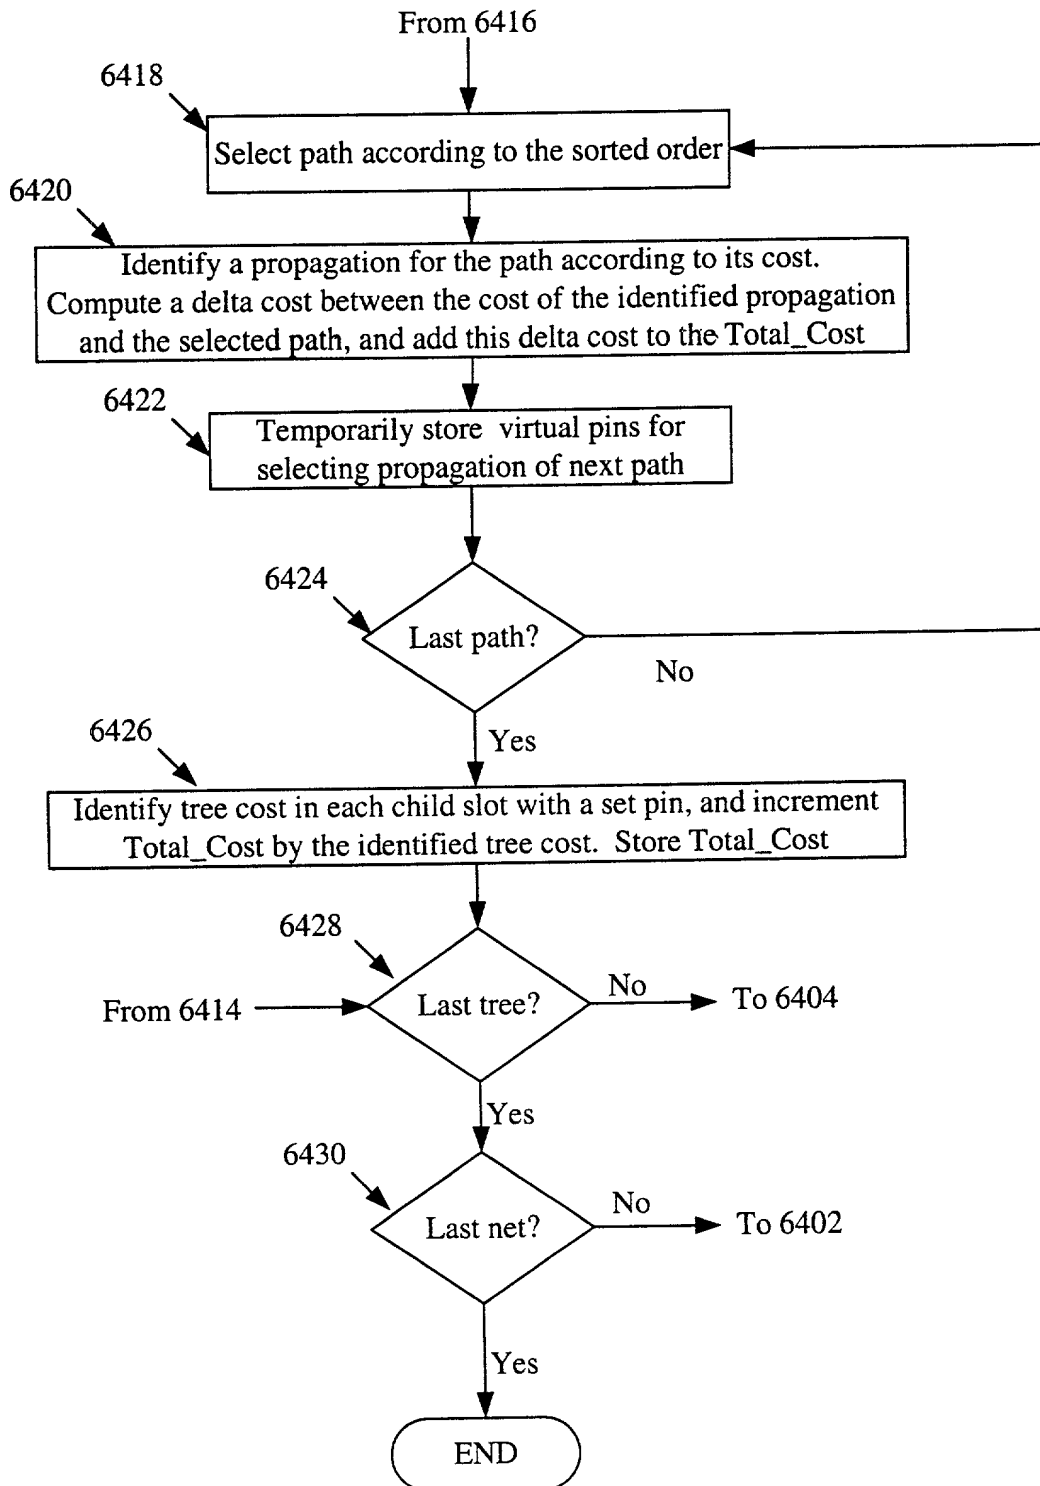 From 6416
6418
Select path according to the sorted order
6420
Identify a propagation for the path according to its cost.
Compute a delta cost between the cost of the identified propagation
and the selected path, and add this delta cost to the Total_Cost
6422
Temporarily store virtual pins for
selecting propagation of next path
6424
Last path?
No
Yes
6426
Identify tree cost in each child slot with a set pin, and increment
Total_Cost by the identified tree cost. Store Total_Cost
6428
From 6414
Last tree?
No
To 6404
Yes
6430
Last net?
No
To 6402
Yes
END